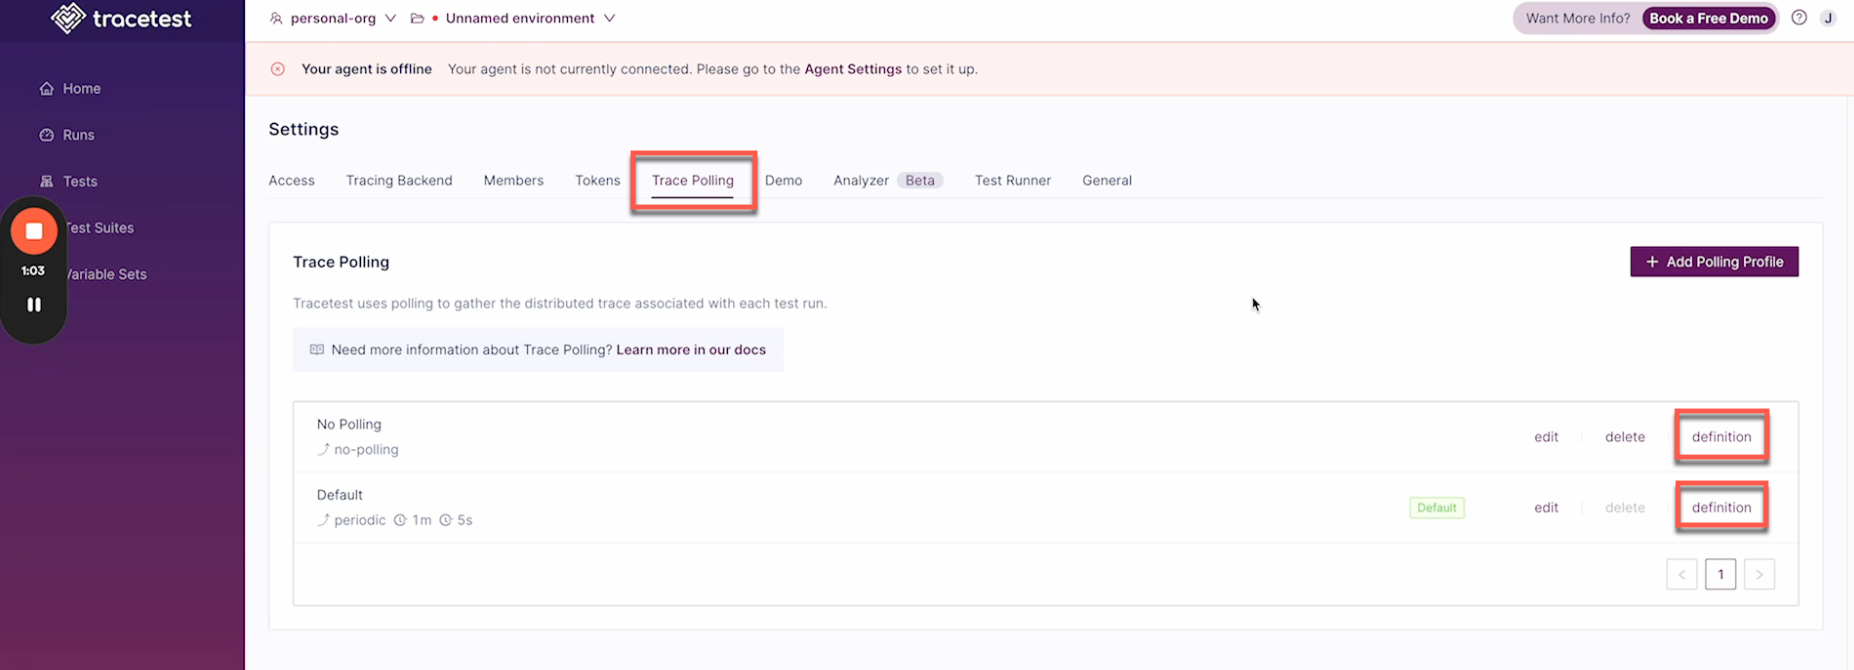 tracetest
personal-org
Unnamed environment
Want More Info?
Book a Free Demo
J
Your agent is offline
Your agent is not currently connected. Please go to the Agent Settings to set it up.
Home
Runs
Tests
Test Suites
Variable Sets
1:03
Settings
Access
Tracing Backend
Members
Tokens
Trace Polling
Demo
Analyzer
Beta
Test Runner
General
Trace Polling
+ Add Polling Profile
Tracetest uses polling to gather the distributed trace associated with each test run.
Need more information about Trace Polling? Learn more in our docs
No Polling
no-polling
edit
delete
definition
Default
periodic 1m 5s
Default
edit
delete
definition
< 1 >